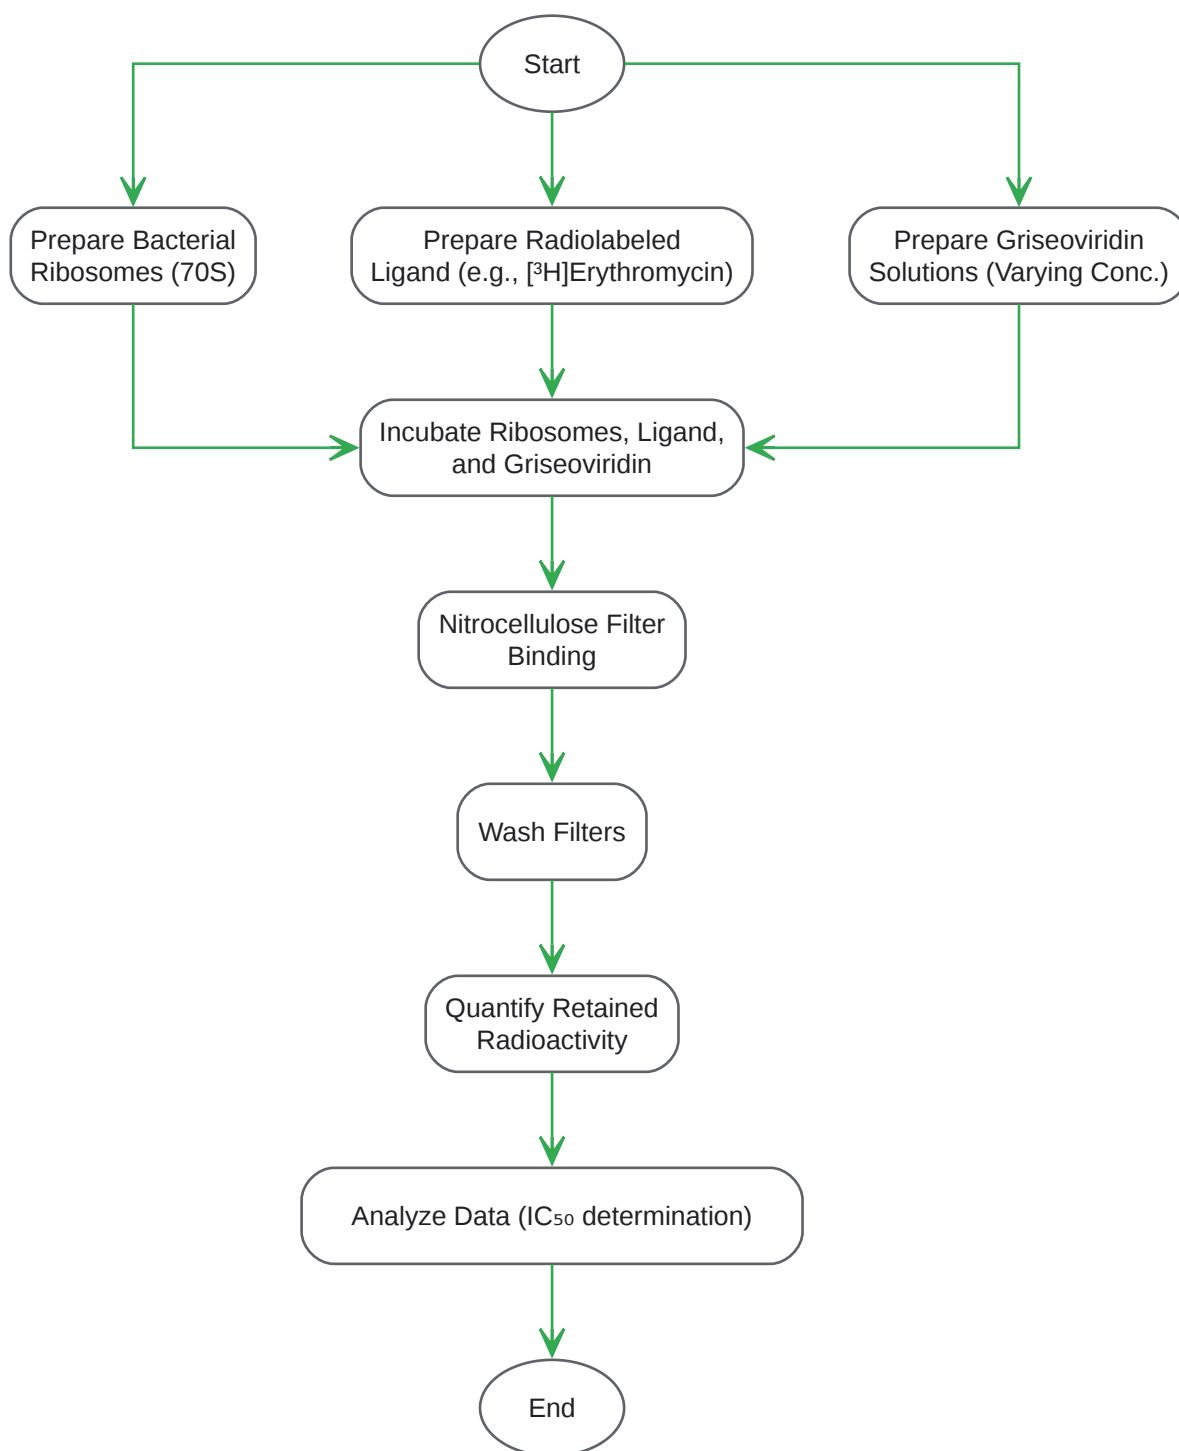 Start
Prepare Bacterial
Ribosomes (70S)
Prepare Radiolabeled
Ligand (e.g., [³H]Erythromycin)
Prepare Griseoviridin
Solutions (Varying Conc.)
Incubate Ribosomes, Ligand,
and Griseoviridin
Nitrocellulose Filter
Binding
Wash Filters
Quantify Retained
Radioactivity
Analyze Data (IC₅₀ determination)
End